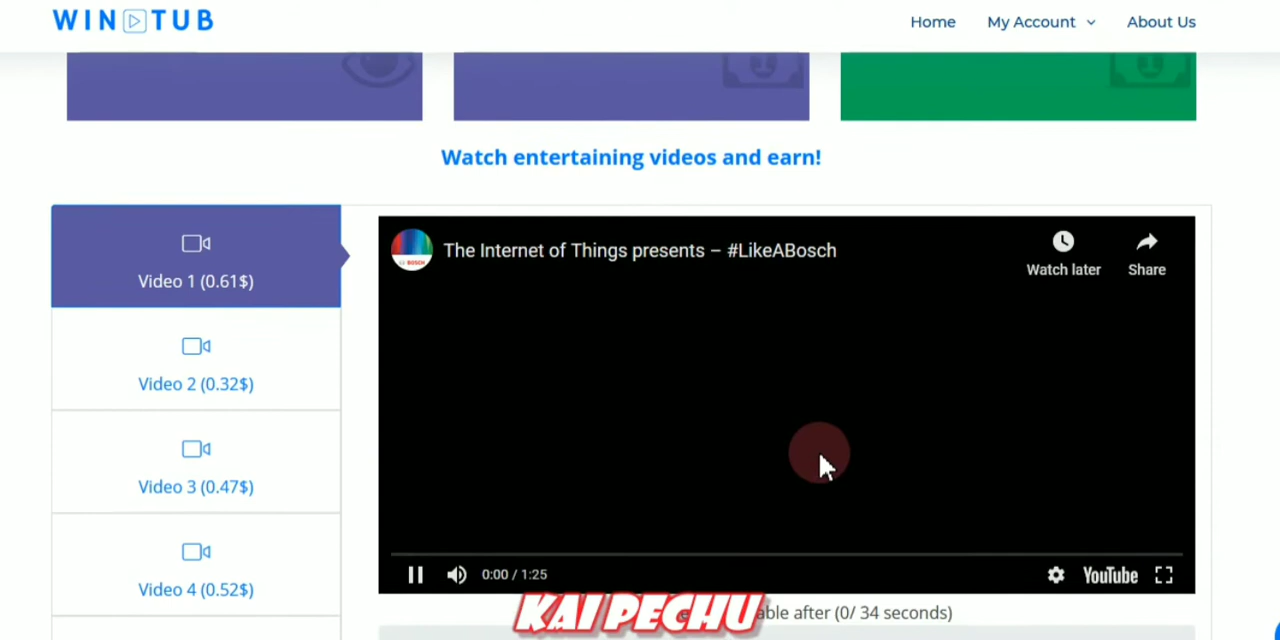 WIN TUB
Home My Account About Us
Watch entertaining videos and earn!
Video 1 (0.61$)
Video 2 (0.32$)
Video 3 (0.47$)
Video 4 (0.52$)
The Internet of Things presents – #LikeABosch
BOSCH
Watch later
Share
0:00 / 1:25
YouTube
KAI PECHU
after (0/ 34 seconds)